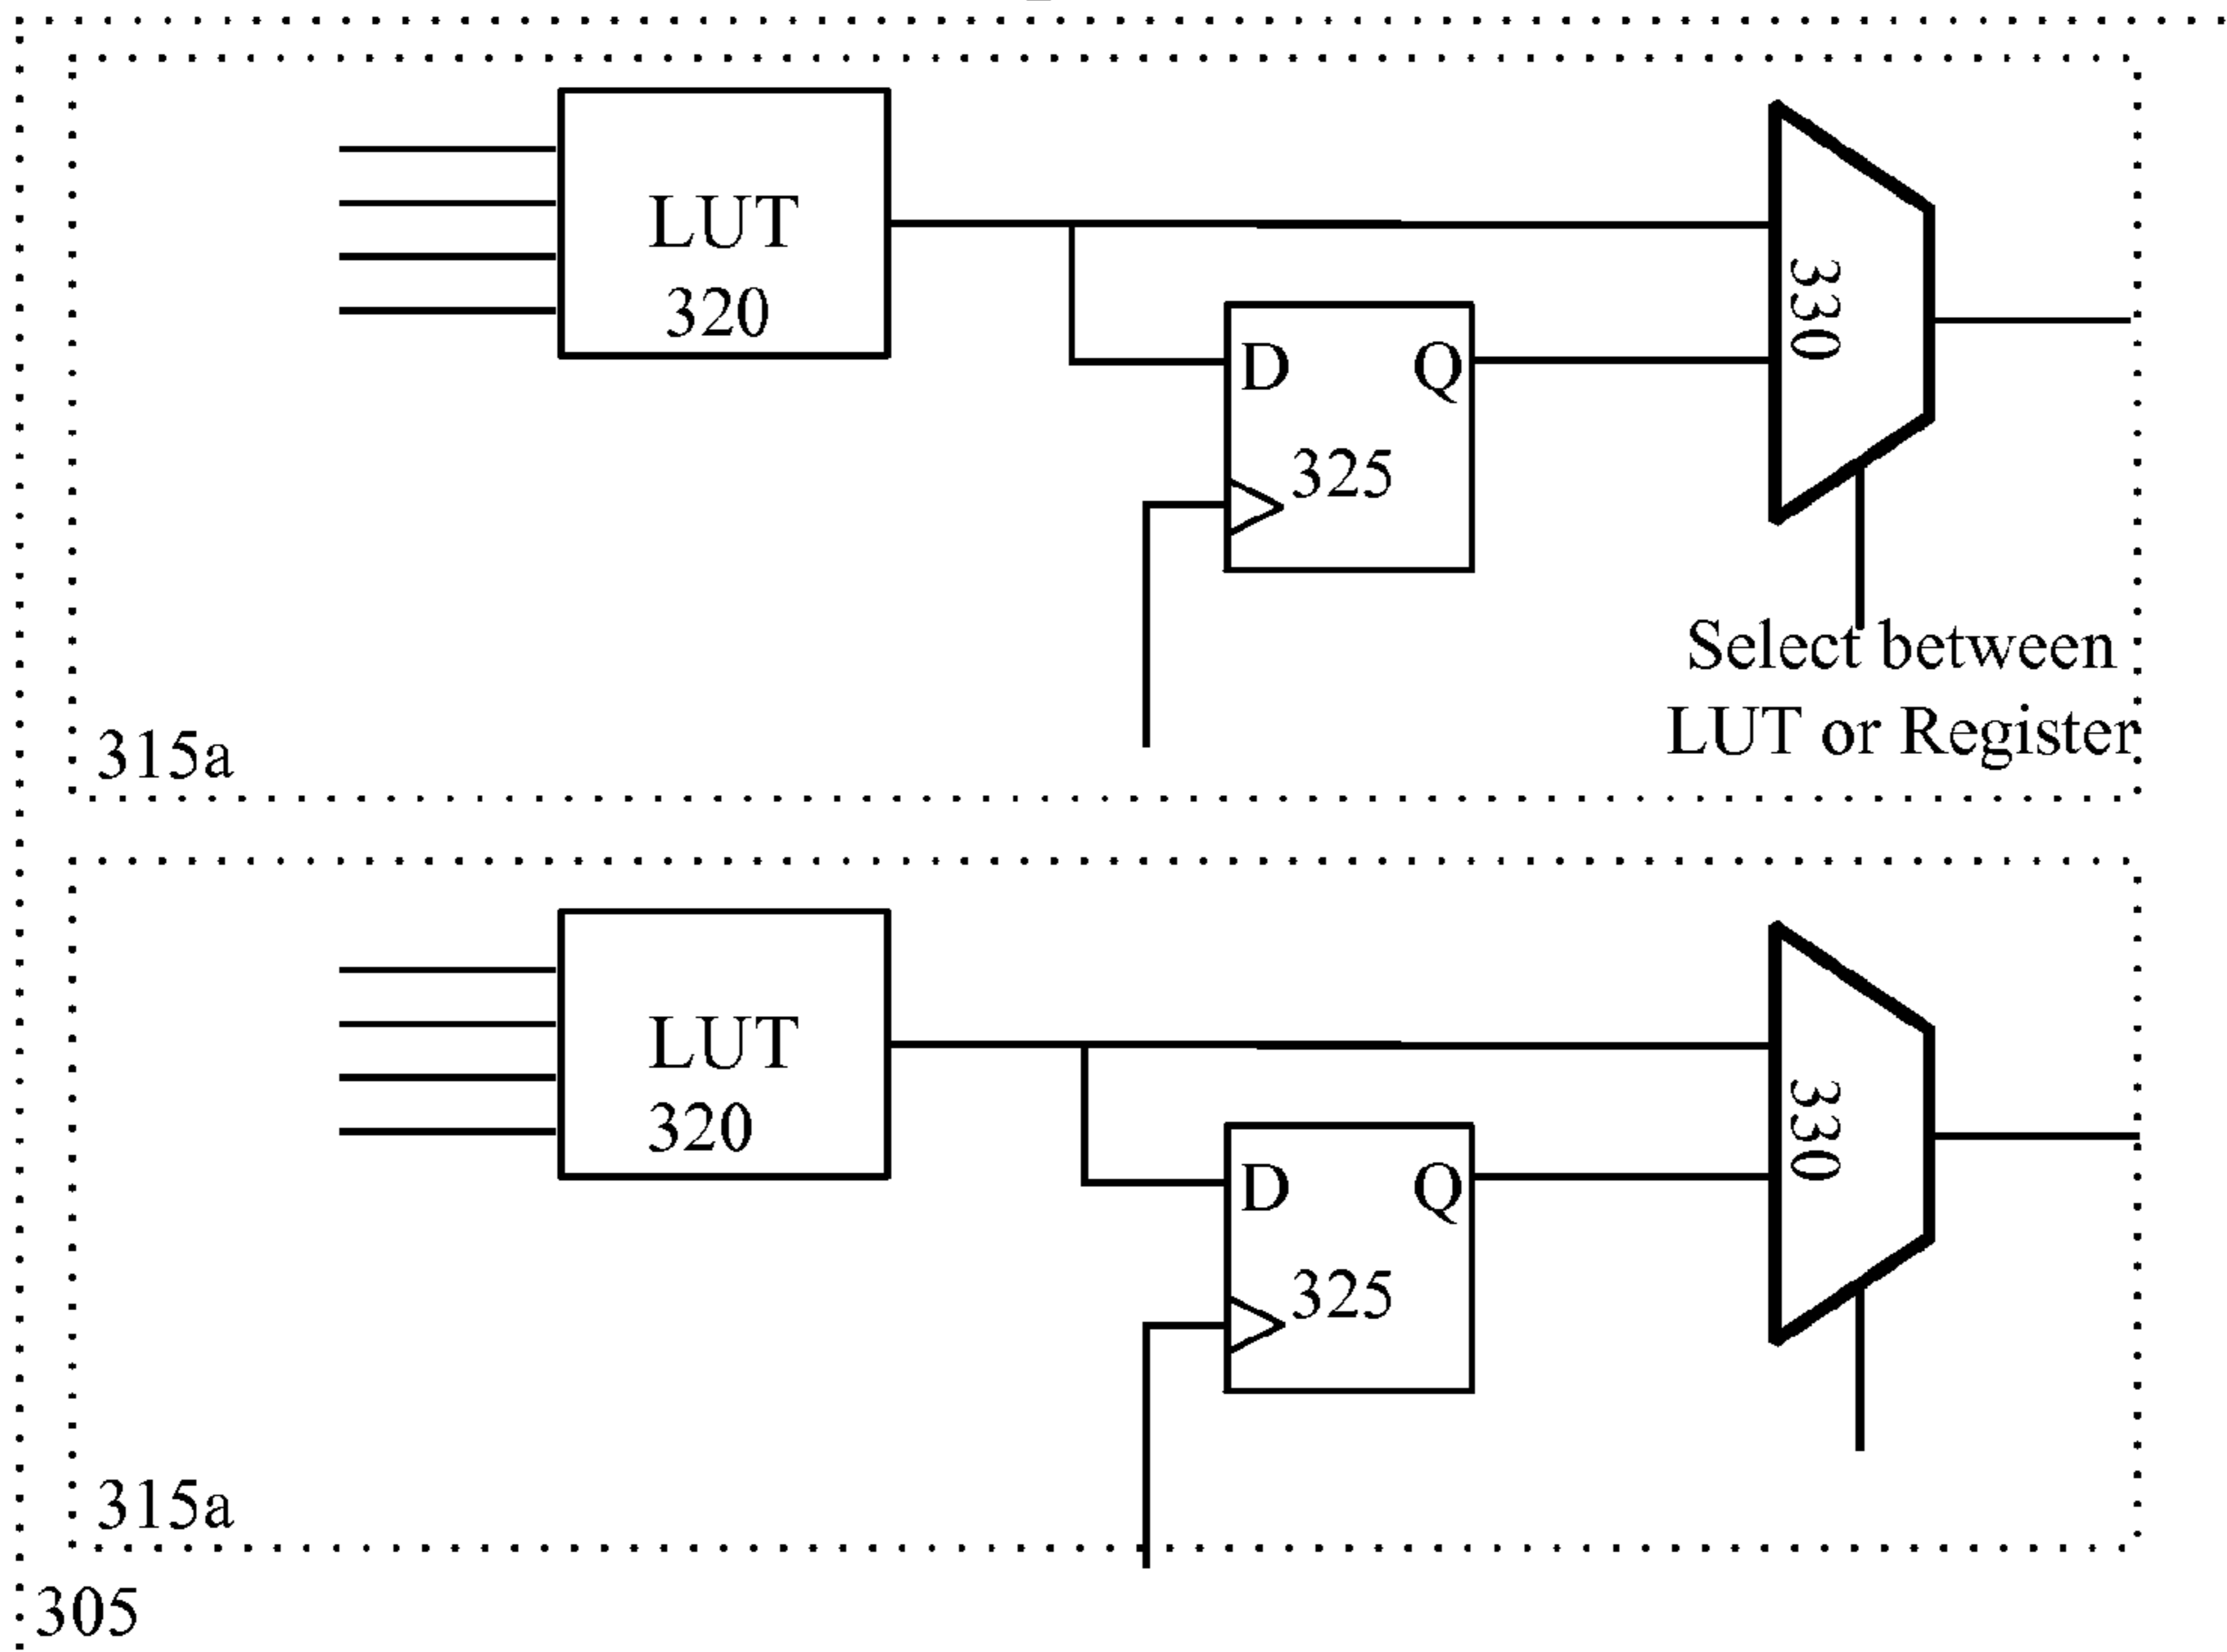 LUT
320
330
D Q
325
Select between
LUT or Register
315a
LUT
320
330
D Q
325
315a
305